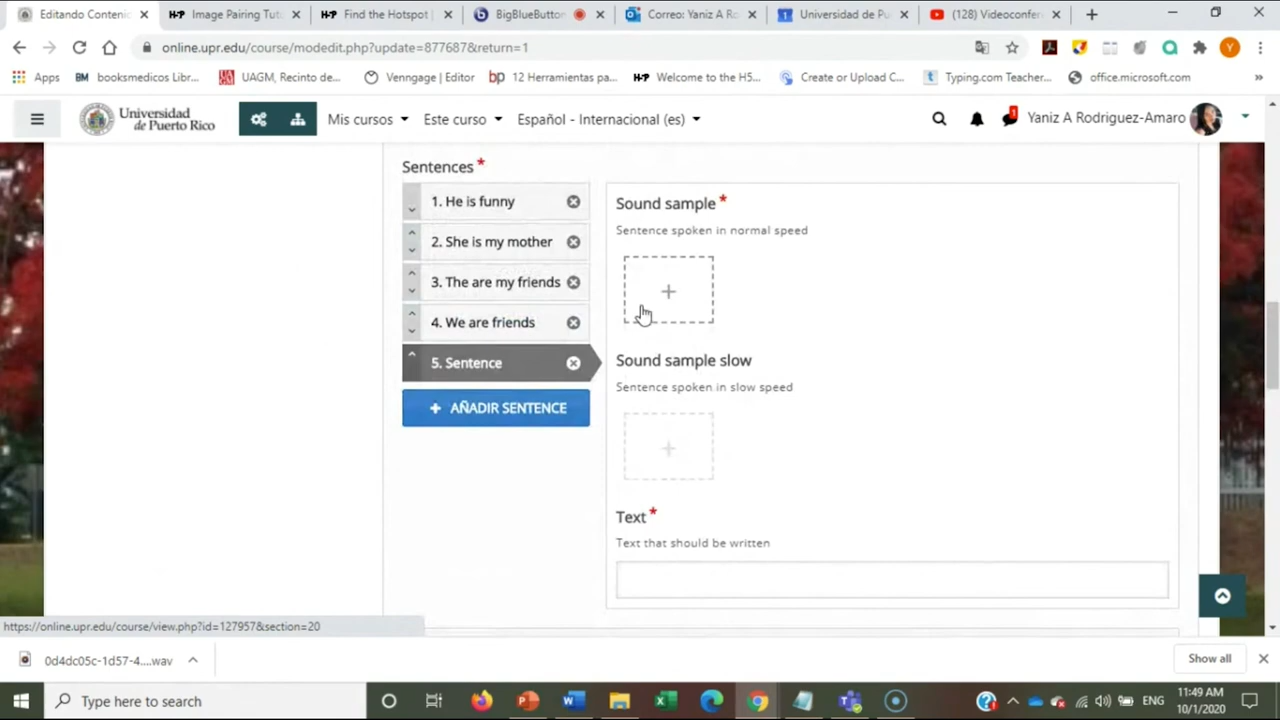 Editando Conteni
H-P Image Pairing Tut
H-P Find the Hotspot |
BigBlueButton
Correo: Yaniz A Ro
Universidad de Pu
(128) Videoconfer
online.upr.edu/course/modedit.php?update=877687&return=1
Apps
BM booksmedicos Libr...
UAGM, Recinto de...
Venngage | Editor
bp 12 Herramientas pa...
H-P Welcome to the H5...
Create or Upload C...
Typing.com Teacher...
office.microsoft.com
»
Universidad
de Puerto Rico
Mis cursos
Este curso
Español - Internacional (es)
1
Yaniz A Rodriguez-Amaro
Sentences *
1. He is funny
2. She is my mother
3. The are my friends
4. We are friends
5. Sentence
+ AÑADIR SENTENCE
Sound sample *
Sentence spoken in normal speed
+
Sound sample slow
Sentence spoken in slow speed
+
Text *
Text that should be written
https://online.upr.edu/course/view.php?id=127957&section=20
0d4dc05c-1d57-4....wav
Show all
Type here to search
ENG
11:49 AM
10/1/2020